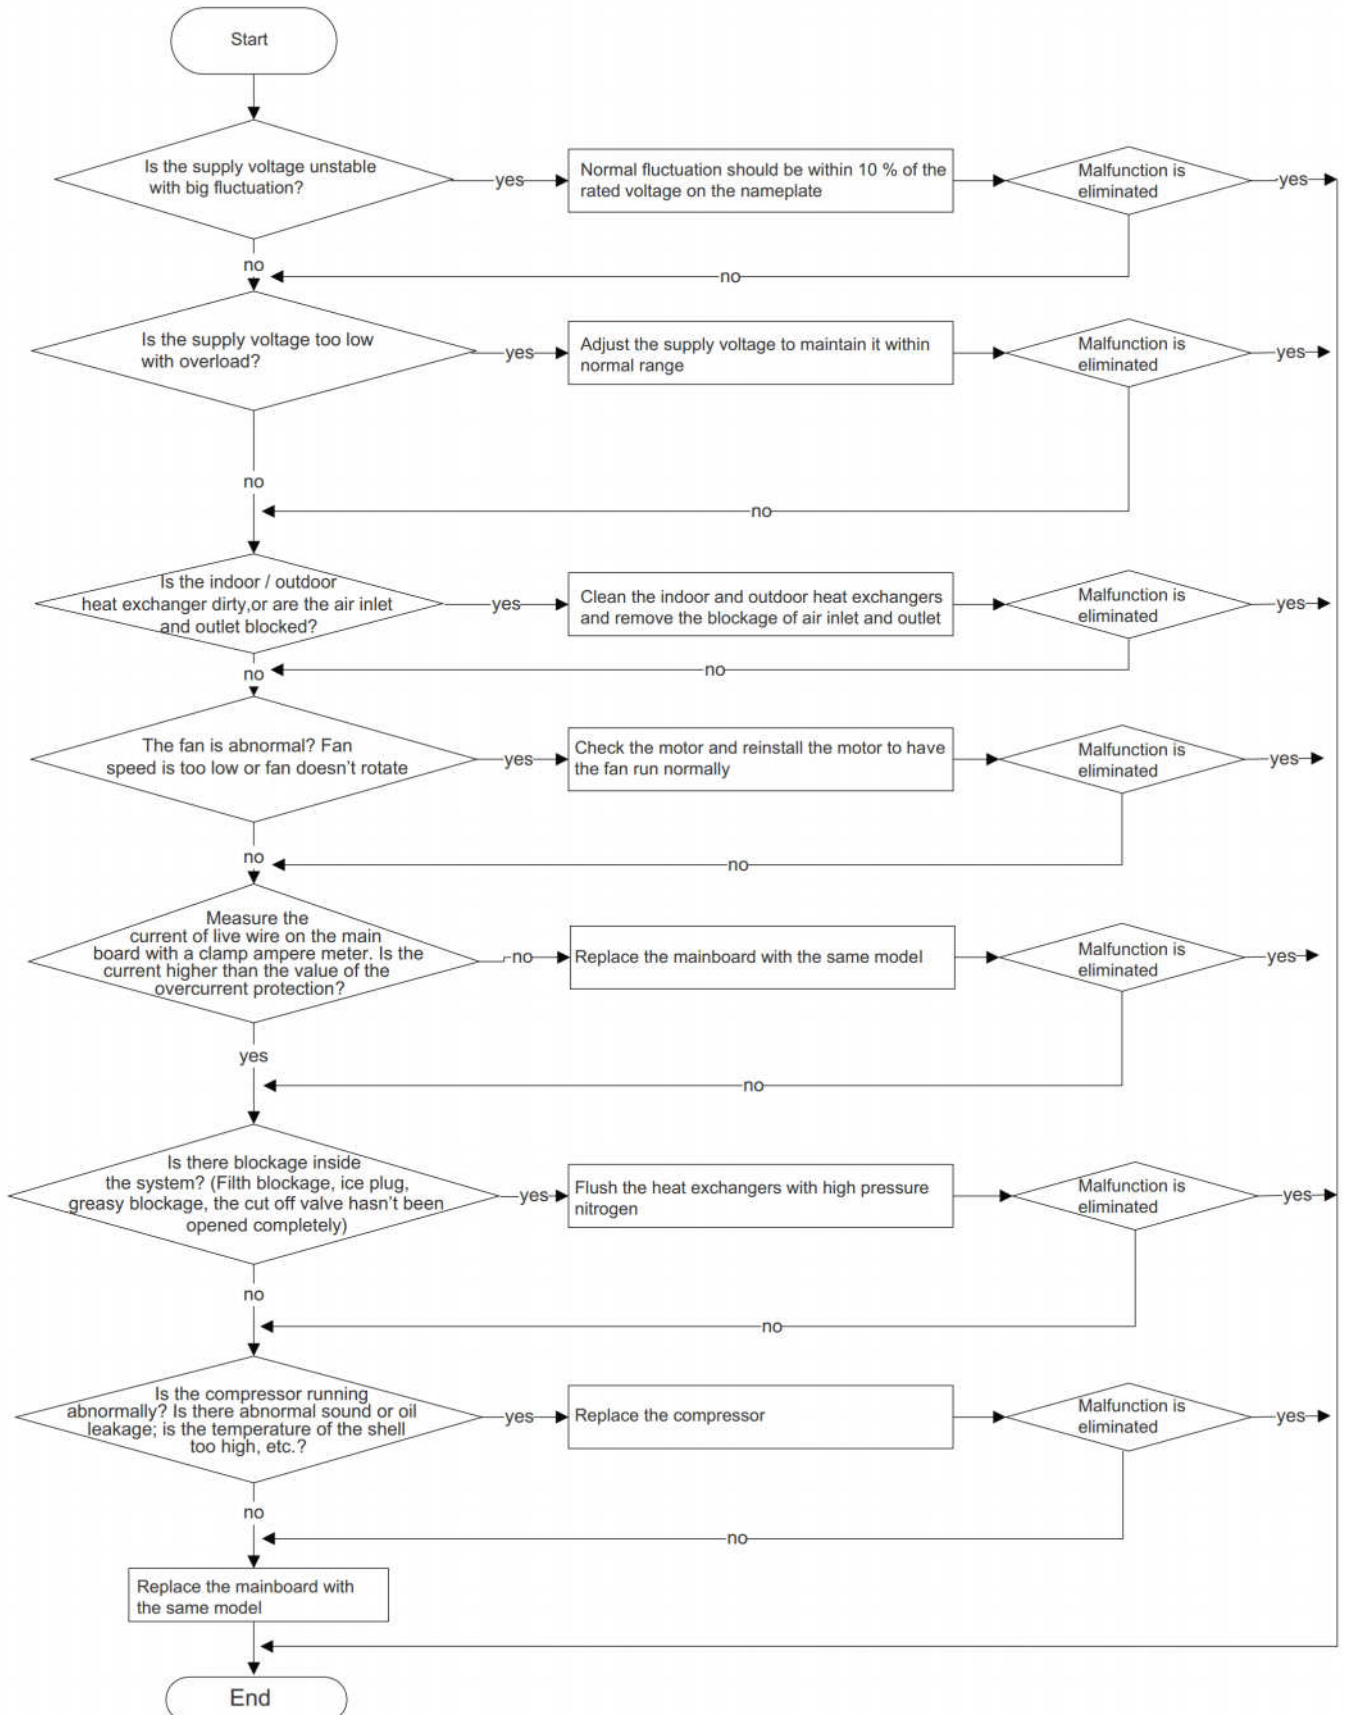 Start
Is the supply voltage unstable
with big fluctuation?
yes
Normal fluctuation should be within 10 % of the
rated voltage on the nameplate
Malfunction is
eliminated
yes
no
no
Is the supply voltage too low
with overload?
yes
Adjust the supply voltage to maintain it within
normal range
Malfunction is
eliminated
yes
no
no
Is the indoor / outdoor
heat exchanger dirty,or are the air inlet
and outlet blocked?
yes
Clean the indoor and outdoor heat exchangers
and remove the blockage of air inlet and outlet
Malfunction is
eliminated
yes
no
no
The fan is abnormal? Fan
speed is too low or fan doesn't rotate
yes
Check the motor and reinstall the motor to have
the fan run normally
Malfunction is
eliminated
yes
no
no
Measure the
current of live wire on the main
board with a clamp ampere meter. Is the
current higher than the value of the
overcurrent protection?
no
Replace the mainboard with the same model
Malfunction is
eliminated
yes
yes
no
Is there blockage inside
the system? (Filth blockage, ice plug,
greasy blockage, the cut off valve hasn't been
opened completely)
yes
Flush the heat exchangers with high pressure
nitrogen
Malfunction is
eliminated
yes
no
no
Is the compressor running
abnormally? Is there abnormal sound or oil
leakage; is the temperature of the shell
too high, etc.?
yes
Replace the compressor
Malfunction is
eliminated
yes
no
no
Replace the mainboard with
the same model
End